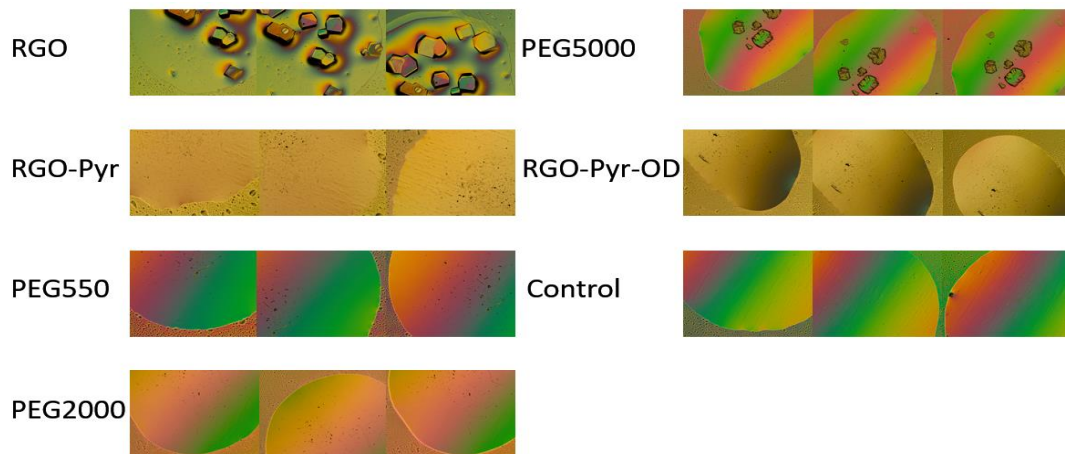 RGO
PEG5000
RGO-Pyr
RGO-Pyr-OD
PEG550
Control
PEG2000